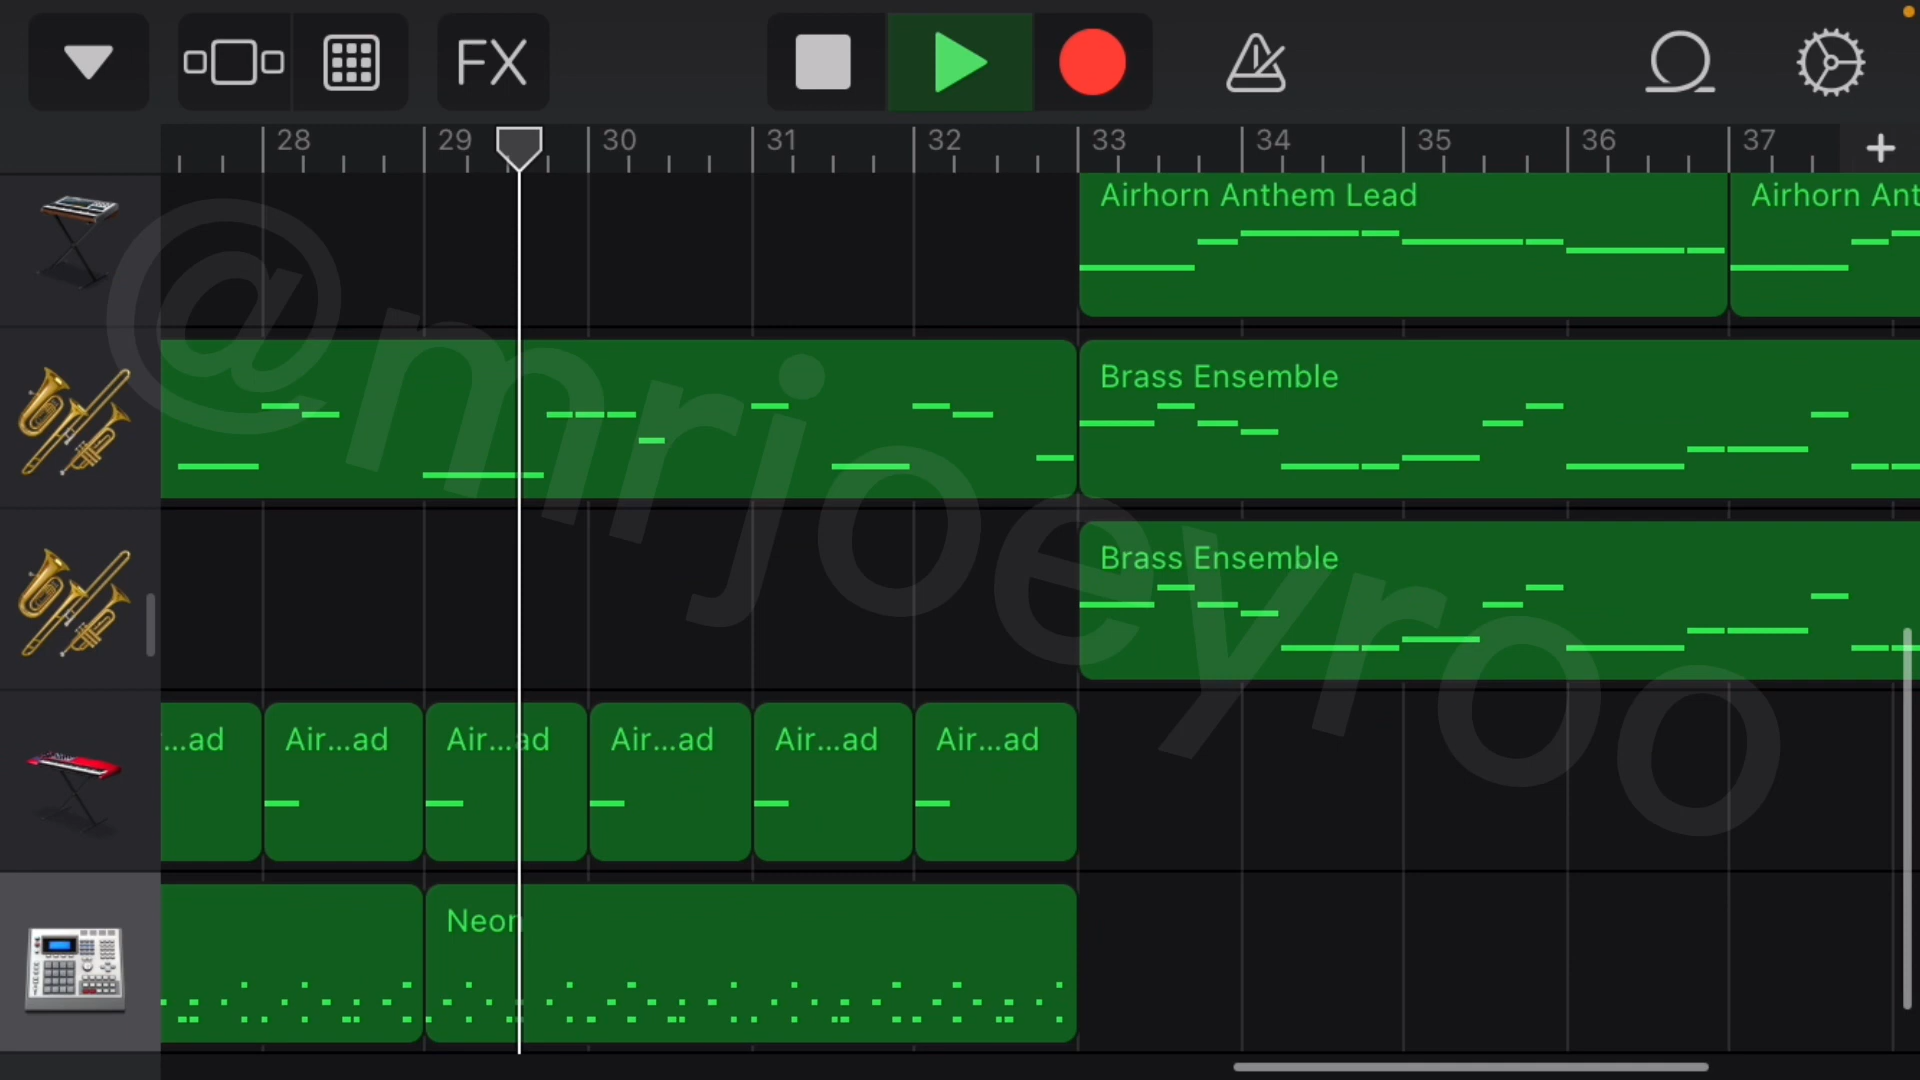 FX
28 29 30 31 32 33 34 35 36 37 +
Airhorn Anthem Lead Airhorn Ant
Brass Ensemble
Brass Ensemble
...ad Air...ad Air...ad Air...ad Air...ad Air...ad
Neon
@mrjoeyroo